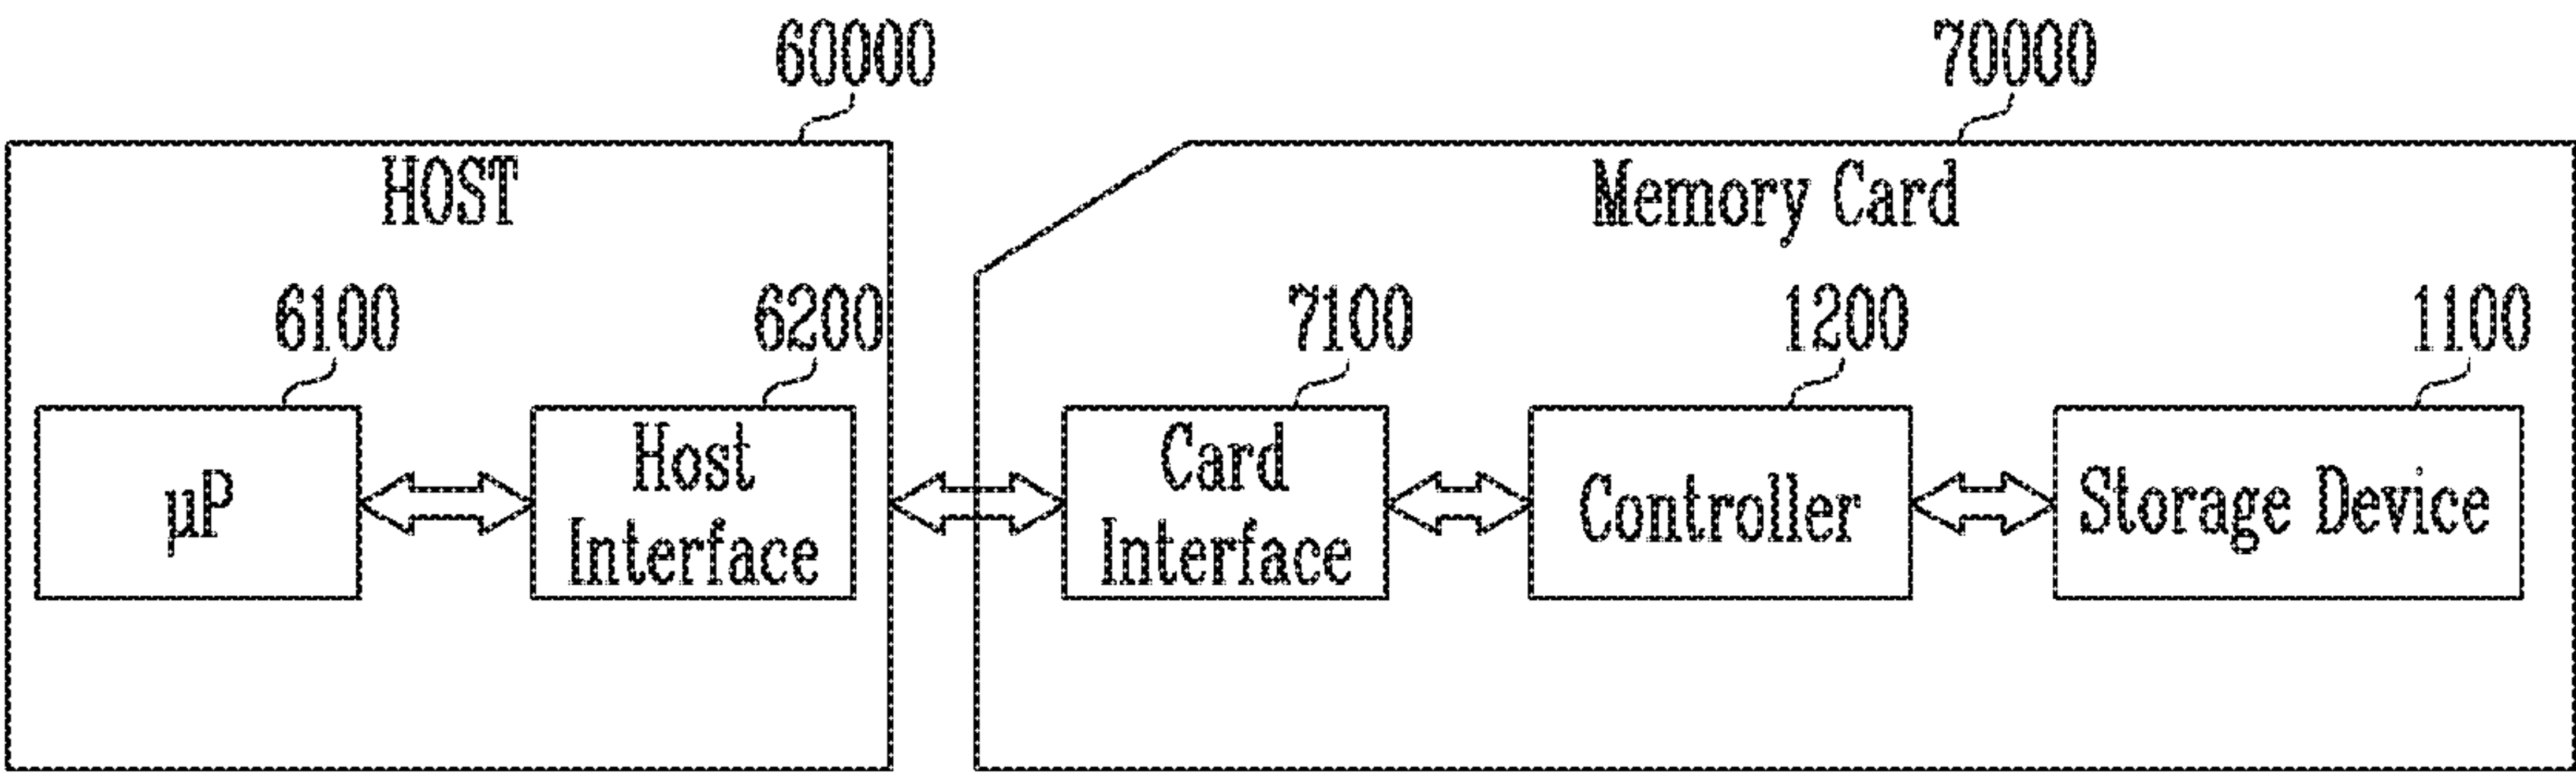 60000
70000
HOST
Memory Card
6100
6200
7100
1200
1100
µP
Host
Interface
Card
Interface
Controller
Storage Device